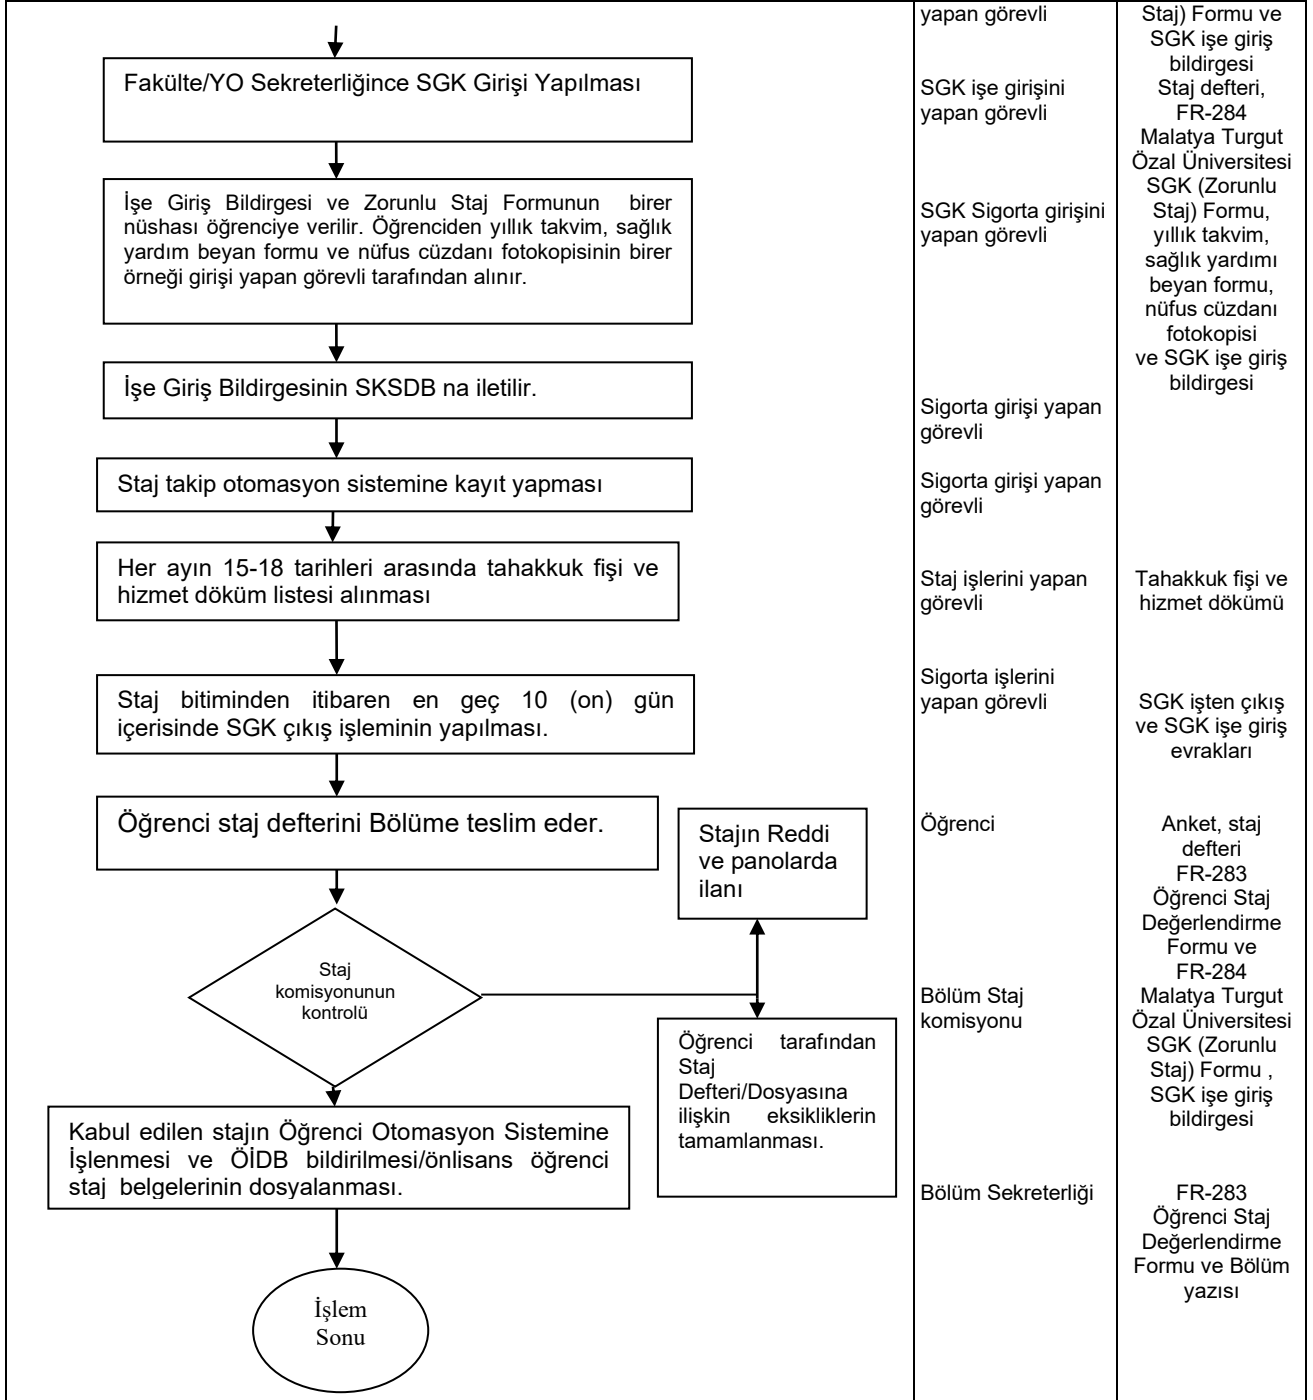 Fakülte/YO Sekreterliğince SGK Girişi Yapılması
İşe Giriş Bildirgesi ve Zorunlu Staj Formunun birer
nüshası öğrenciye verilir. Öğrenciden yıllık takvim, sağlık
yardım beyan formu ve nüfus cüzdanı fotokopisinin birer
örneği girişi yapan görevli tarafından alınır.
İşe Giriş Bildirgesinin SKSDB na iletilir.
Staj takip otomasyon sistemine kayıt yapması
Her ayın 15-18 tarihleri arasında tahakkuk fişi ve
hizmet döküm listesi alınması
Staj bitiminden itibaren en geç 10 (on) gün
içerisinde SGK çıkış işleminin yapılması.
Öğrenci staj defterini Bölüme teslim eder.
Stajın Reddi
ve panolarda
ilanı
Staj
komisyonunun
kontrolü
Öğrenci tarafından
Staj
Defteri/Dosyasına
ilişkin eksikliklerin
tamamlanması.
Kabul edilen stajın Öğrenci Otomasyon Sistemine
İşlenmesi ve ÖİDB bildirilmesi/önlisans öğrenci
staj belgelerinin dosyalanması.
İşlem
Sonu
yapan görevli
SGK işe girişini
yapan görevli
SGK Sigorta girişini
yapan görevli
Sigorta girişi yapan
görevli
Sigorta girişi yapan
görevli
Staj işlerini yapan
görevli
Sigorta işlerini
yapan görevli
Öğrenci
Bölüm Staj
komisyonu
Bölüm Sekreterliği
Staj) Formu ve
SGK işe giriş
bildirgesi
Staj defteri,
FR-284
Malatya Turgut
Özal Üniversitesi
SGK (Zorunlu
Staj) Formu,
yıllık takvim,
sağlık yardımı
beyan formu,
nüfus cüzdanı
fotokopisi
ve SGK işe giriş
bildirgesi
Tahakkuk fişi ve
hizmet dökümü
SGK işten çıkış
ve SGK işe giriş
evrakları
Anket, staj
defteri
FR-283
Öğrenci Staj
Değerlendirme
Formu ve
FR-284
Malatya Turgut
Özal Üniversitesi
SGK (Zorunlu
Staj) Formu ,
SGK işe giriş
bildirgesi
FR-283
Öğrenci Staj
Değerlendirme
Formu ve Bölüm
yazısı